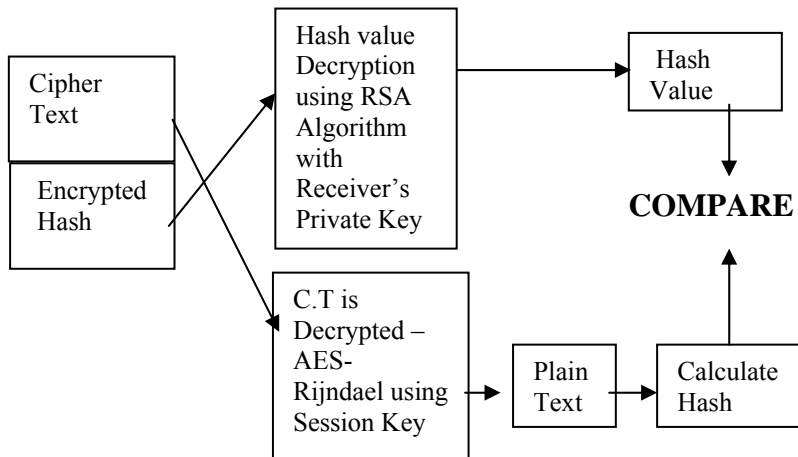 Cipher
Text
Encrypted
Hash
Hash value
Decryption
using RSA
Algorithm
with
Receiver's
Private Key
Hash
Value
COMPARE
C.T is
Decrypted –
AES-
Rijndael using
Session Key
Plain
Text
Calculate
Hash